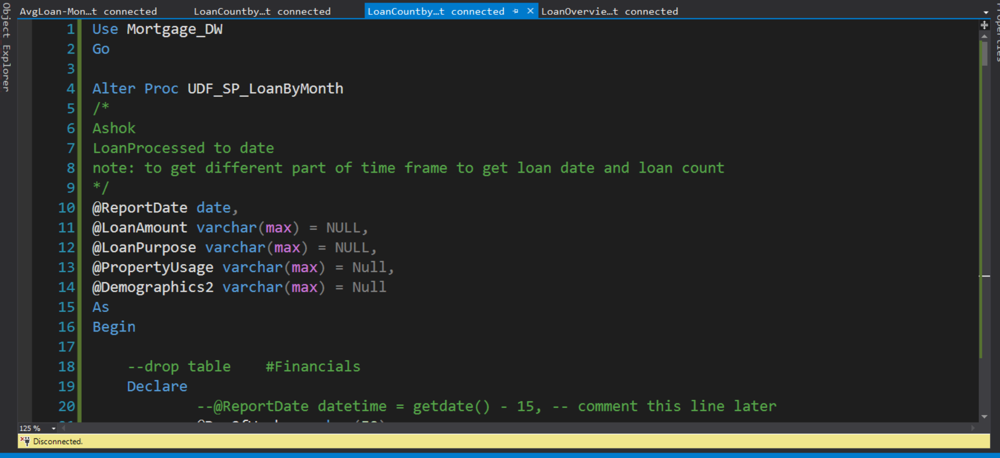 AvgLoan-Mon…t connected
LoanCountby…t connected
LoanCountby…t connected
LoanOvervie…t connected
Object Explorer
Properties
1 Use Mortgage_DW
2 Go
3
4 Alter Proc UDF_SP_LoanByMonth
5 /*
6 Ashok
7 LoanProcessed to date
8 note: to get different part of time frame to get loan date and loan count
9 */
10 @ReportDate date,
11 @LoanAmount varchar(max) = NULL,
12 @LoanPurpose varchar(max) = NULL,
13 @PropertyUsage varchar(max) = Null,
14 @Demographics2 varchar(max) = Null
15 As
16 Begin
17
18 --drop table #Financials
19 Declare
20 --@ReportDate datetime = getdate() - 15, -- comment this line later
125 %
Disconnected.